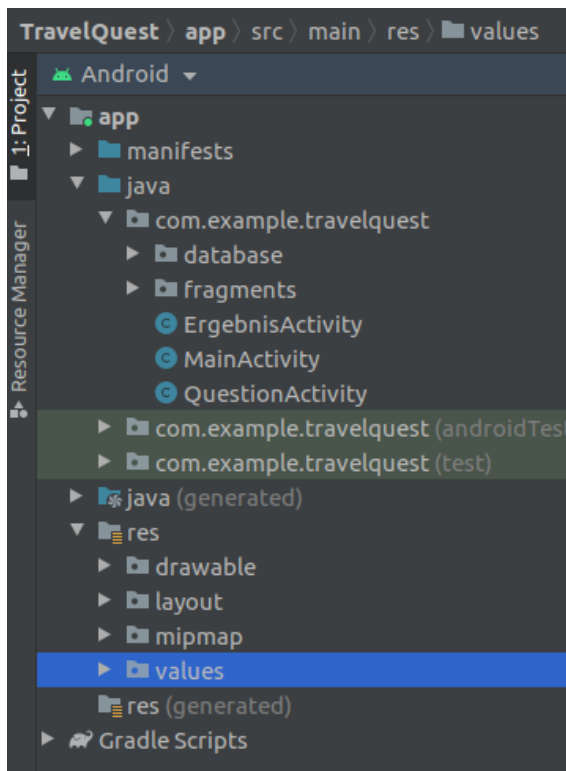 TravelQuest 〉 app 〉 src 〉 main 〉 res 〉 values
1: Project
Resource Manager
Android
app
manifests
java
com.example.travelquest
database
fragments
C ErgebnisActivity
C MainActivity
C QuestionActivity
com.example.travelquest (androidTest
com.example.travelquest (test)
java (generated)
res
drawable
layout
mipmap
values
res (generated)
Gradle Scripts